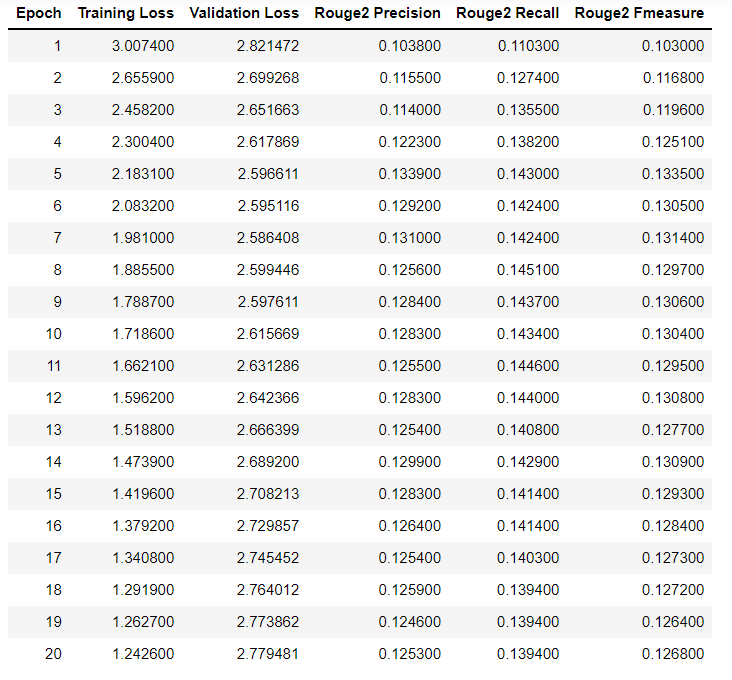 Epoch Training Loss Validation Loss Rouge2 Precision Rouge2 Recall Rouge2 Fmeasure
1 3.007400 2.821472 0.103800 0.110300 0.103000
2 2.655900 2.699268 0.115500 0.127400 0.116800
3 2.458200 2.651663 0.114000 0.135500 0.119600
4 2.300400 2.617869 0.122300 0.138200 0.125100
5 2.183100 2.596611 0.133900 0.143000 0.133500
6 2.083200 2.595116 0.129200 0.142400 0.130500
7 1.981000 2.586408 0.131000 0.142400 0.131400
8 1.885500 2.599446 0.125600 0.145100 0.129700
9 1.788700 2.597611 0.128400 0.143700 0.130600
10 1.718600 2.615669 0.128300 0.143400 0.130400
11 1.662100 2.631286 0.125500 0.144600 0.129500
12 1.596200 2.642366 0.128300 0.144000 0.130800
13 1.518800 2.666399 0.125400 0.140800 0.127700
14 1.473900 2.689200 0.129900 0.142900 0.130900
15 1.419600 2.708213 0.128300 0.141400 0.129300
16 1.379200 2.729857 0.126400 0.141400 0.128400
17 1.340800 2.745452 0.125400 0.140300 0.127300
18 1.291900 2.764012 0.125900 0.139400 0.127200
19 1.262700 2.773862 0.124600 0.139400 0.126400
20 1.242600 2.779481 0.125300 0.139400 0.126800